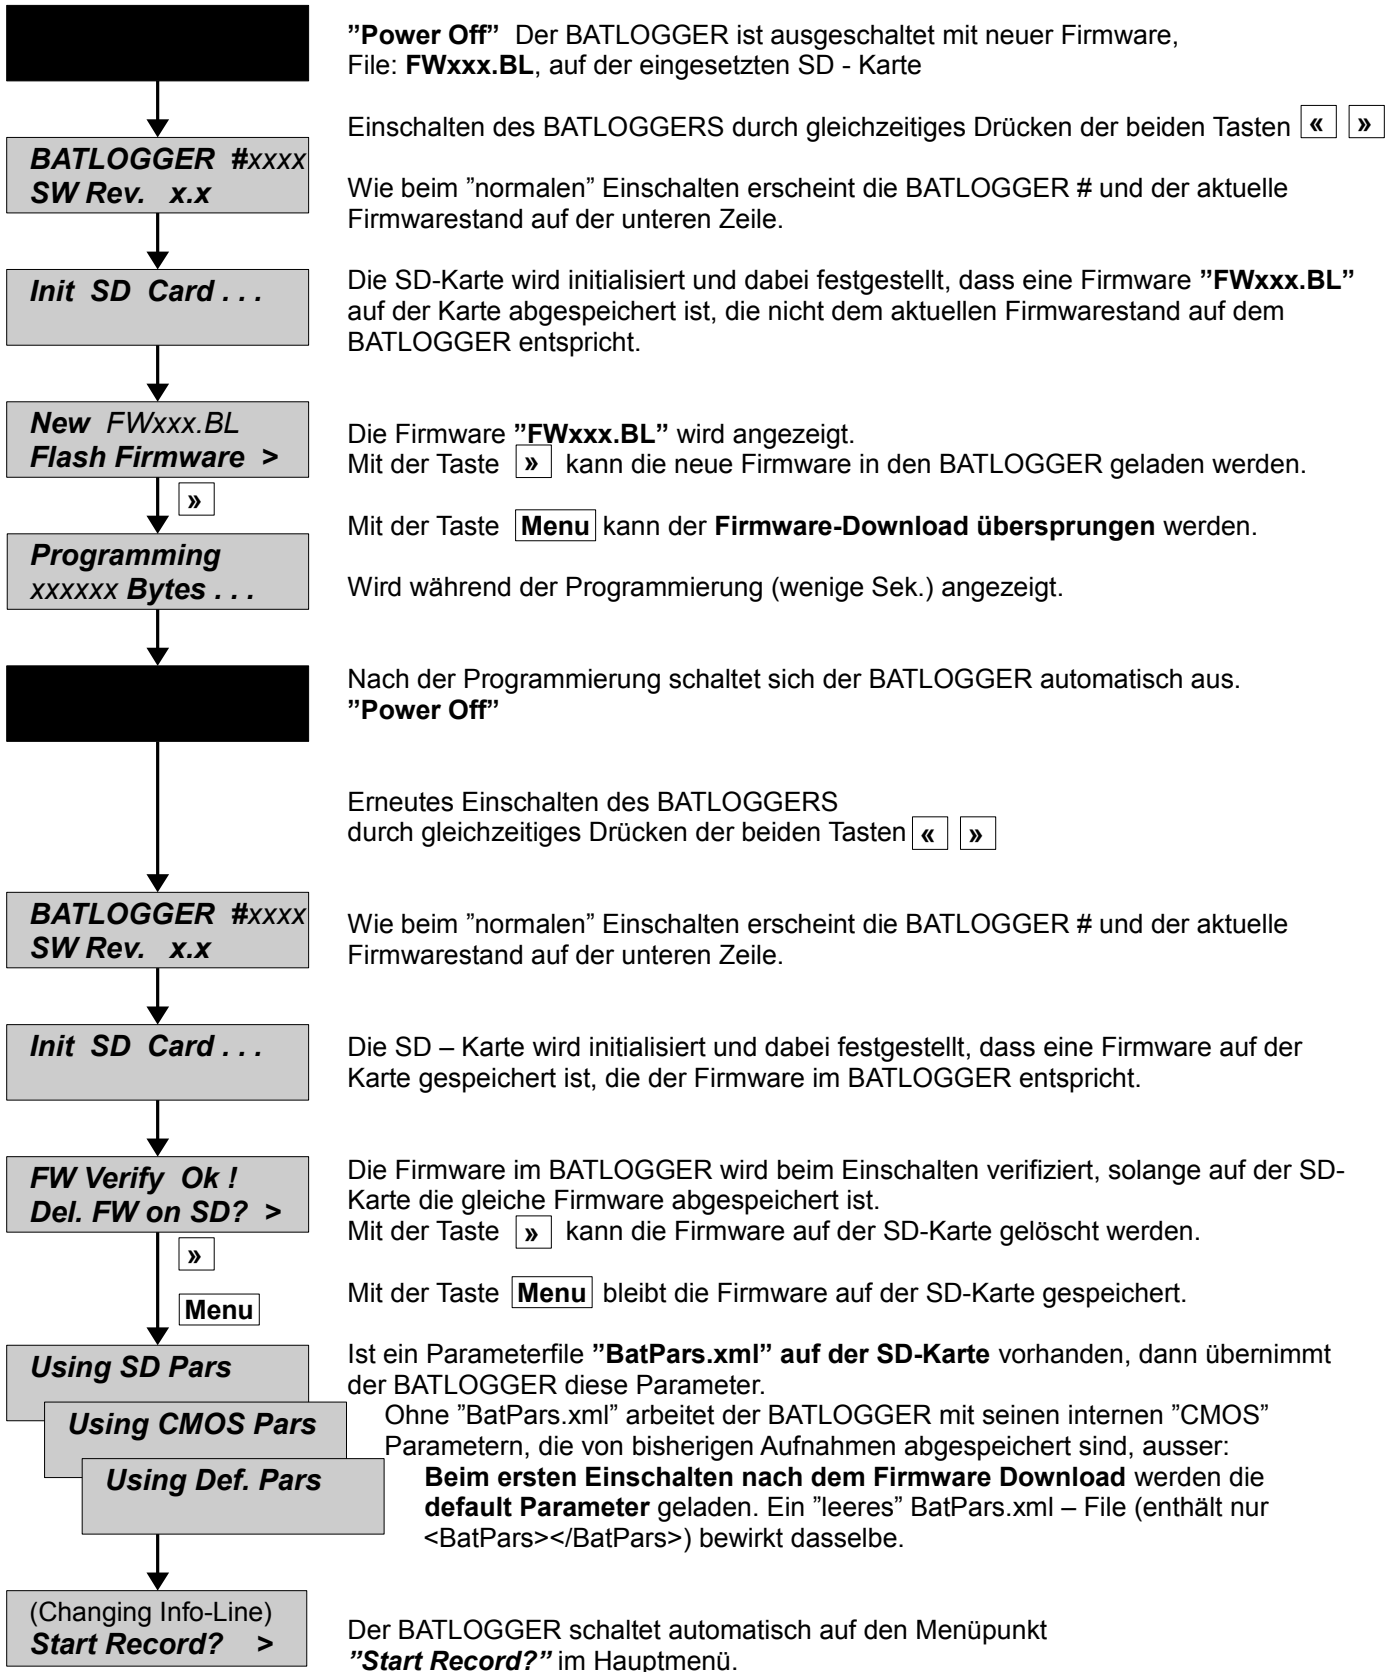 ”Power Off” Der BATLOGGER ist ausgeschaltet mit neuer Firmware,
File: FWxxx.BL, auf der eingesetzten SD - Karte
Einschalten des BATLOGGERS durch gleichzeitiges Drücken der beiden Tasten « »
BATLOGGER #xxxx
SW Rev. x.x
Wie beim ”normalen” Einschalten erscheint die BATLOGGER # und der aktuelle
Firmwarestand auf der unteren Zeile.
Init SD Card . . .
Die SD-Karte wird initialisiert und dabei festgestellt, dass eine Firmware ”FWxxx.BL”
auf der Karte abgespeichert ist, die nicht dem aktuellen Firmwarestand auf dem
BATLOGGER entspricht.
New FWxxx.BL
Flash Firmware >
Die Firmware ”FWxxx.BL” wird angezeigt.
Mit der Taste » kann die neue Firmware in den BATLOGGER geladen werden.
»
Mit der Taste Menu kann der Firmware-Download übersprungen werden.
Programming
xxxxxx Bytes . . .
Wird während der Programmierung (wenige Sek.) angezeigt.
Nach der Programmierung schaltet sich der BATLOGGER automatisch aus.
”Power Off”
Erneutes Einschalten des BATLOGGERS
durch gleichzeitiges Drücken der beiden Tasten « »
BATLOGGER #xxxx
SW Rev. x.x
Wie beim ”normalen” Einschalten erscheint die BATLOGGER # und der aktuelle
Firmwarestand auf der unteren Zeile.
Init SD Card . . .
Die SD – Karte wird initialisiert und dabei festgestellt, dass eine Firmware auf der
Karte gespeichert ist, die der Firmware im BATLOGGER entspricht.
FW Verify Ok !
Del. FW on SD? >
Die Firmware im BATLOGGER wird beim Einschalten verifiziert, solange auf der SD-
Karte die gleiche Firmware abgespeichert ist.
Mit der Taste » kann die Firmware auf der SD-Karte gelöscht werden.
»
Mit der Taste Menu bleibt die Firmware auf der SD-Karte gespeichert.
Menu
Using SD Pars
Using CMOS Pars
Using Def. Pars
Ist ein Parameterfile ”BatPars.xml” auf der SD-Karte vorhanden, dann übernimmt
der BATLOGGER diese Parameter.
Ohne ”BatPars.xml” arbeitet der BATLOGGER mit seinen internen ”CMOS”
Parametern, die von bisherigen Aufnahmen abgespeichert sind, ausser:
Beim ersten Einschalten nach dem Firmware Download werden die
default Parameter geladen. Ein ”leeres” BatPars.xml – File (enthält nur
<BatPars></BatPars>) bewirkt dasselbe.
(Changing Info-Line)
Start Record? >
Der BATLOGGER schaltet automatisch auf den Menüpunkt
”Start Record?” im Hauptmenü.